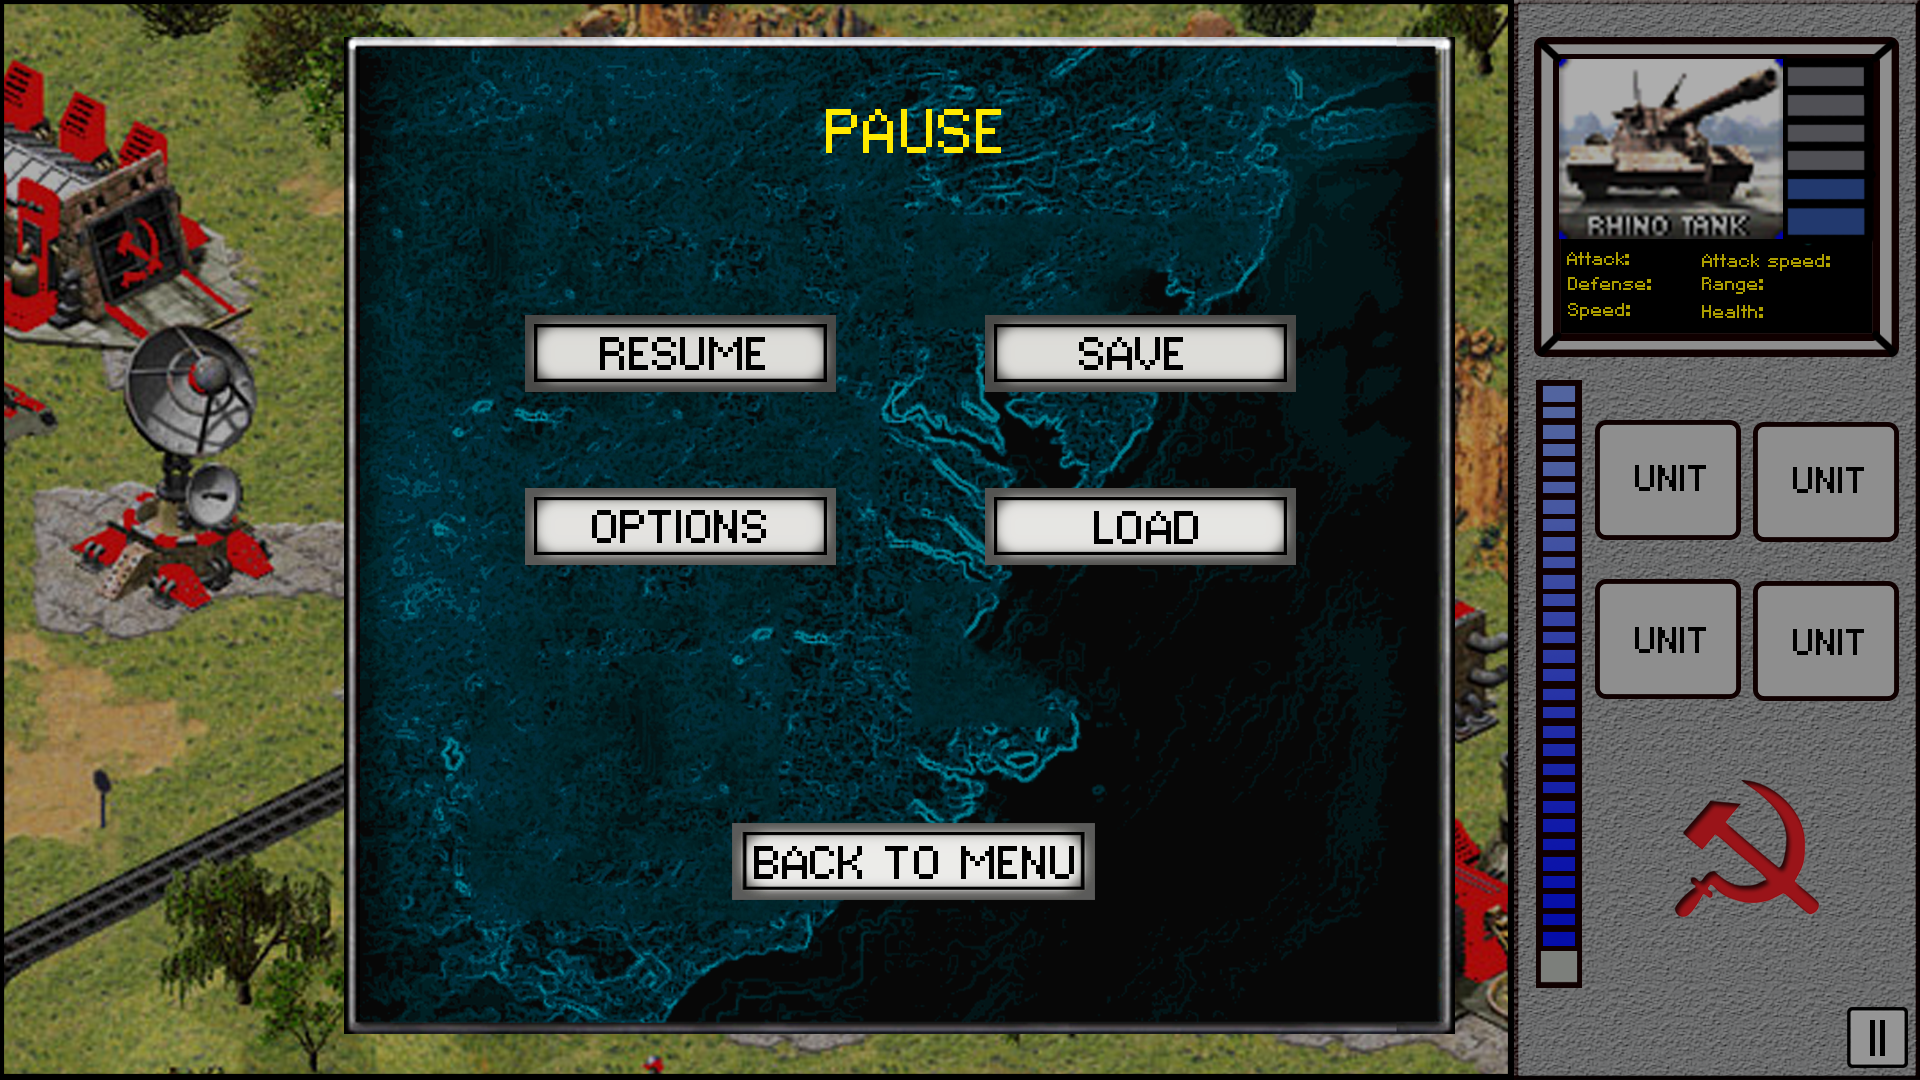 PAUSE
RESUME
SAVE
OPTIONS
LOAD
BACK TO MENU
RHINO TANK
Attack:
Attack speed:
Defense:
Range:
Speed:
Health:
UNIT
UNIT
UNIT
UNIT